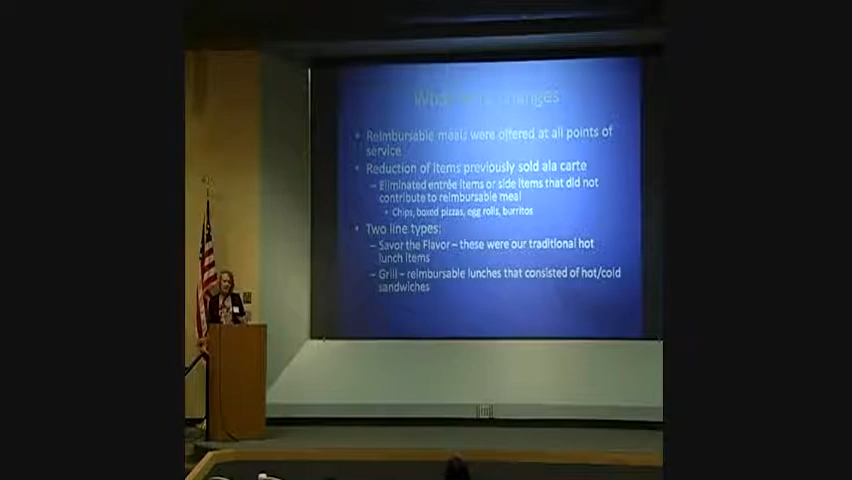 changes
• Reimbursable meals were offered at all points of
service
• Reduction of items previously sold ala carte
– Eliminated entrée items or side items that did not
contribute to reimbursable meal
• Chips, boxed pizzas, egg rolls, burritos
• Two line types:
– Savor the Flavor – these were our traditional hot
lunch items
– Grill – reimbursable lunches that consisted of hot/cold
sandwiches